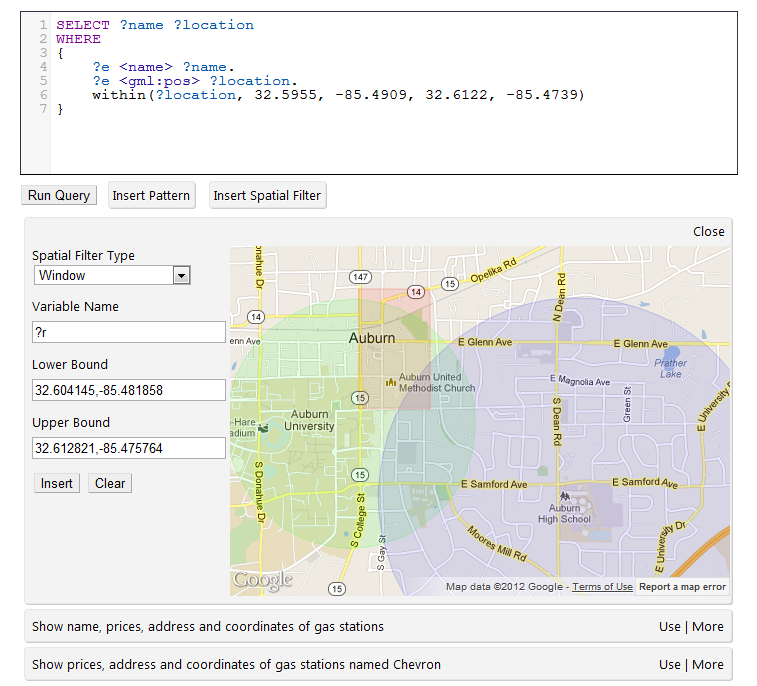 1 SELECT ?name ?location
2 WHERE
3 {
4 ?e <name> ?name.
5 ?e <gml:pos> ?location.
6 within(?location, 32.5955, -85.4909, 32.6122, -85.4739)
7 }
Run Query Insert Pattern Insert Spatial Filter
Close
Spatial Filter Type
Window
Variable Name
?r
Lower Bound
32.604145,-85.481858
Upper Bound
32.612821,-85.475764
Insert Clear
onahue Dr
147
Opelika Rd
14
15
N Dean Rd
14
enn Ave
Auburn
E Glenn Ave
E Glenn Ave
Prather
Lake
Auburn United
Methodist Church
E Magnolia Ave
Green St
E University
15
-Hare
adium
Auburn
University
S Dean Rd
15
S Donahue Dr
E Samford Ave
E Samford Ave
S College St
Auburn
High School
S Gay St
Moores Mill Rd
E University Dr
Google
15
Map data ©2012 Google - Terms of Use Report a map error
Show name, prices, address and coordinates of gas stations Use | More
Show prices, address and coordinates of gas stations named Chevron Use | More